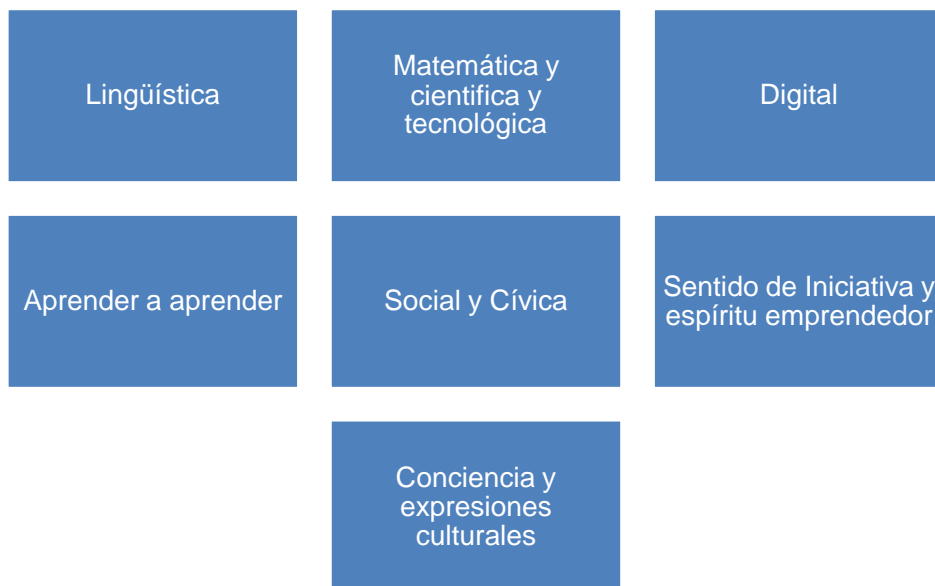 Lingüística
Matemática y
cientifica y
tecnológica
Digital
Aprender a aprender
Social y Cívica
Sentido de Iniciativa y
espíritu emprendedor
Conciencia y
expresiones
culturales